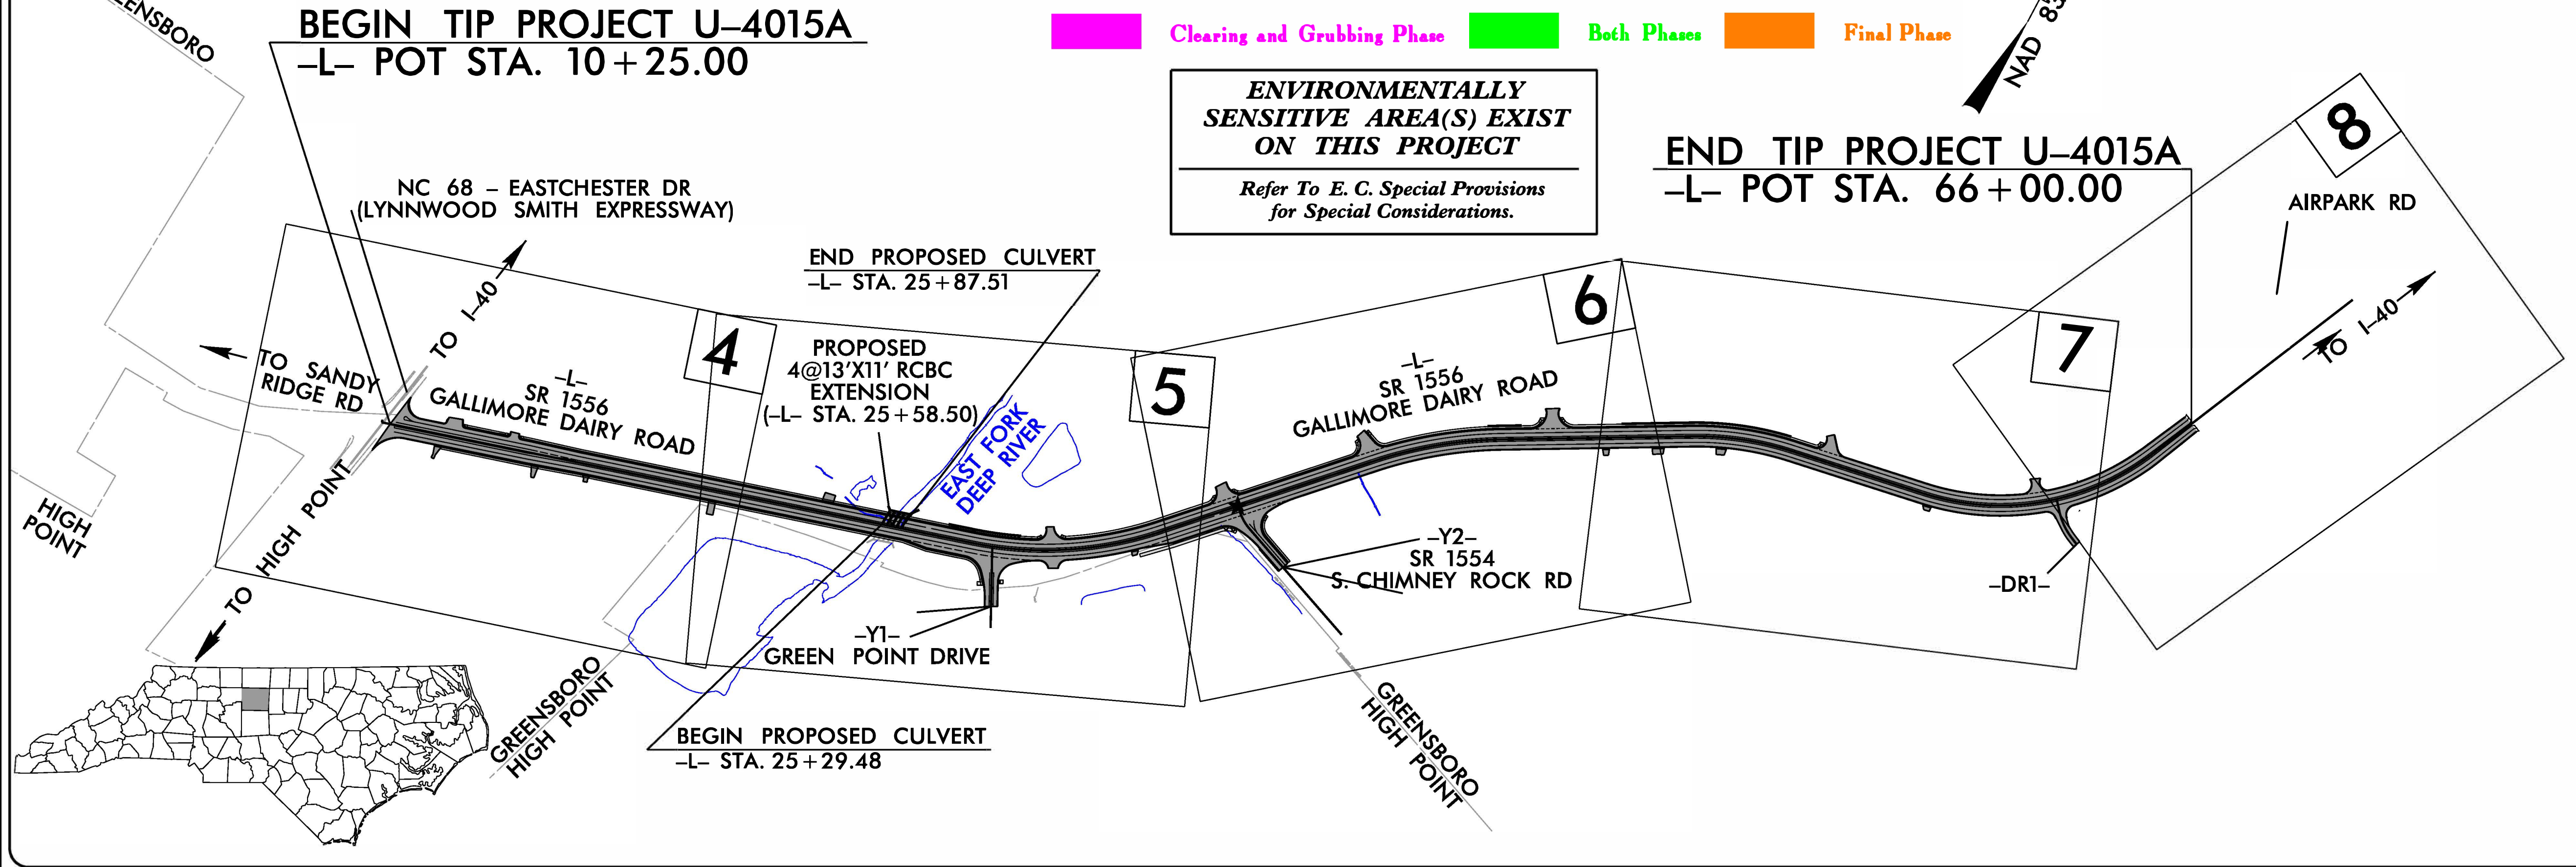 BEGIN TIP PROJECT U–4015A
–L– POT STA. 10+25.00
Clearing and Grubbing Phase
Both Phases
Final Phase
NAD 83
ENVIRONMENTALLY
SENSITIVE AREA(S) EXIST
ON THIS PROJECT
Refer To E. C. Special Provisions
for Special Considerations.
END TIP PROJECT U–4015A
–L– POT STA. 66+00.00
8
AIRPARK RD
TO I–40
NC 68 – EASTCHESTER DR
(LYNNWOOD SMITH EXPRESSWAY)
TO I–40
END PROPOSED CULVERT
–L– STA. 25+87.51
TO SANDY
RIDGE RD
–L–
SR 1556
GALLIMORE DAIRY ROAD
4
PROPOSED
4@13'X11' RCBC
EXTENSION
(–L– STA. 25+58.50)
EAST FORK
DEEP RIVER
5
6
–L–
SR 1556
GALLIMORE DAIRY ROAD
7
HIGH
POINT
TO HIGH POINT
–Y1–
GREEN POINT DRIVE
–Y2–
SR 1554
S. CHIMNEY ROCK RD
–DR1–
GREENSBORO
HIGH POINT
BEGIN PROPOSED CULVERT
–L– STA. 25+29.48
GREENSBORO
HIGH POINT